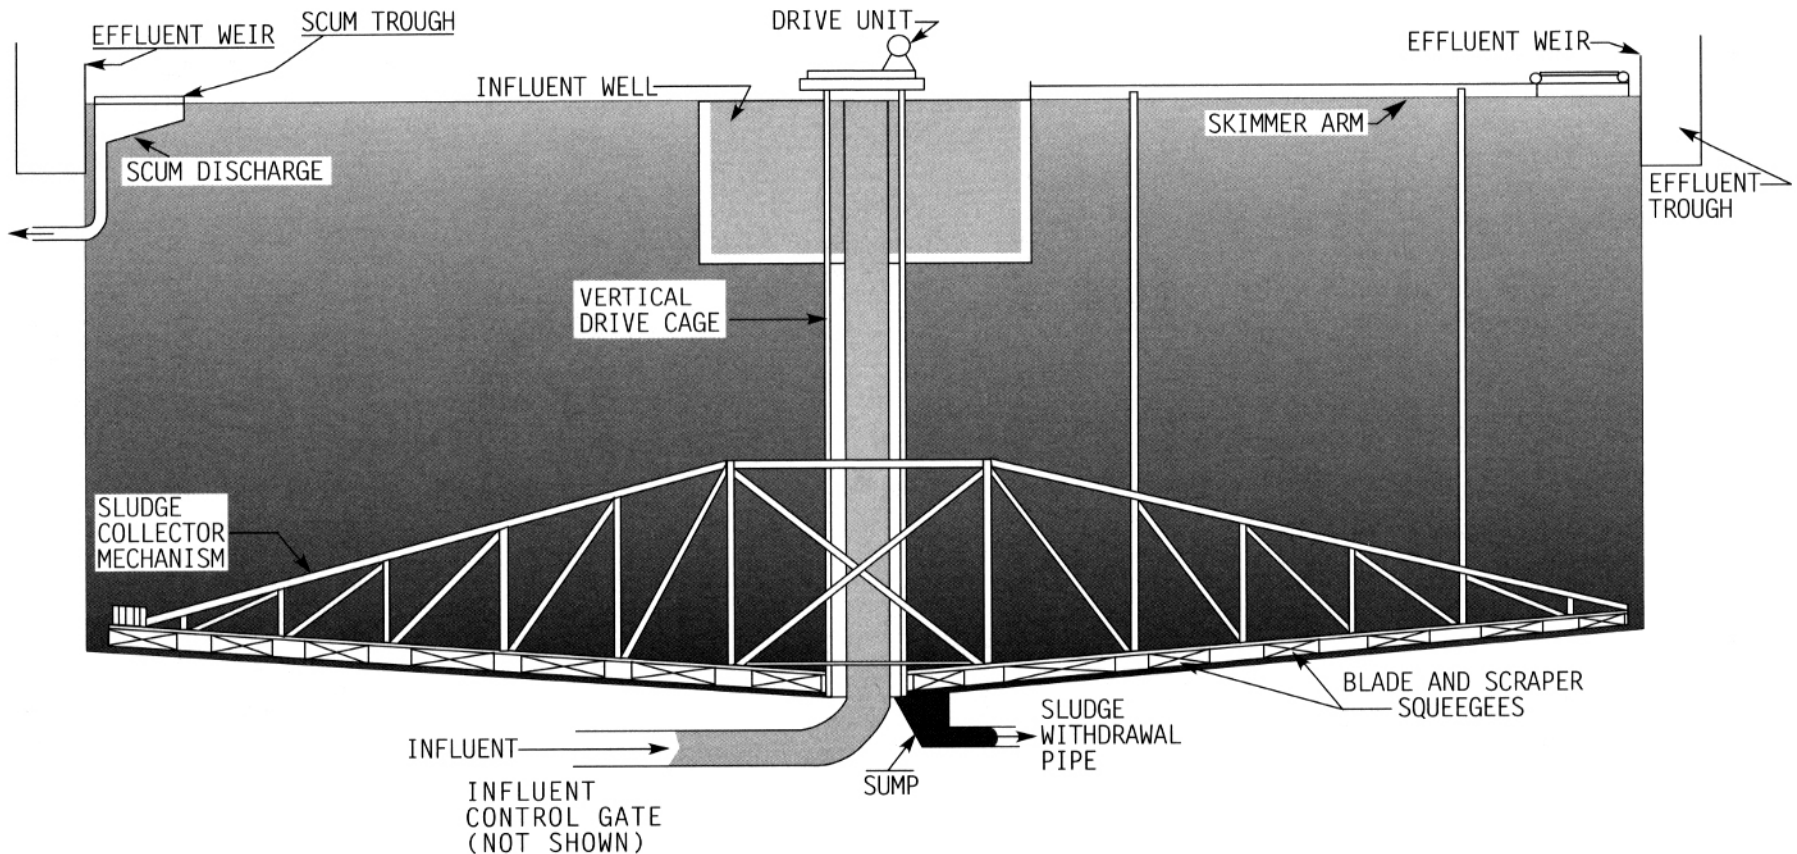 EFFLUENT WEIR
SCUM TROUGH
DRIVE UNIT
EFFLUENT WEIR
INFLUENT WELL
SKIMMER ARM
SCUM DISCHARGE
EFFLUENT
TROUGH
VERTICAL
DRIVE CAGE
SLUDGE
COLLECTOR
MECHANISM
BLADE AND SCRAPER
SQUEEGEES
SLUDGE
WITHDRAWAL
PIPE
INFLUENT
SUMP
INFLUENT
CONTROL GATE
(NOT SHOWN)